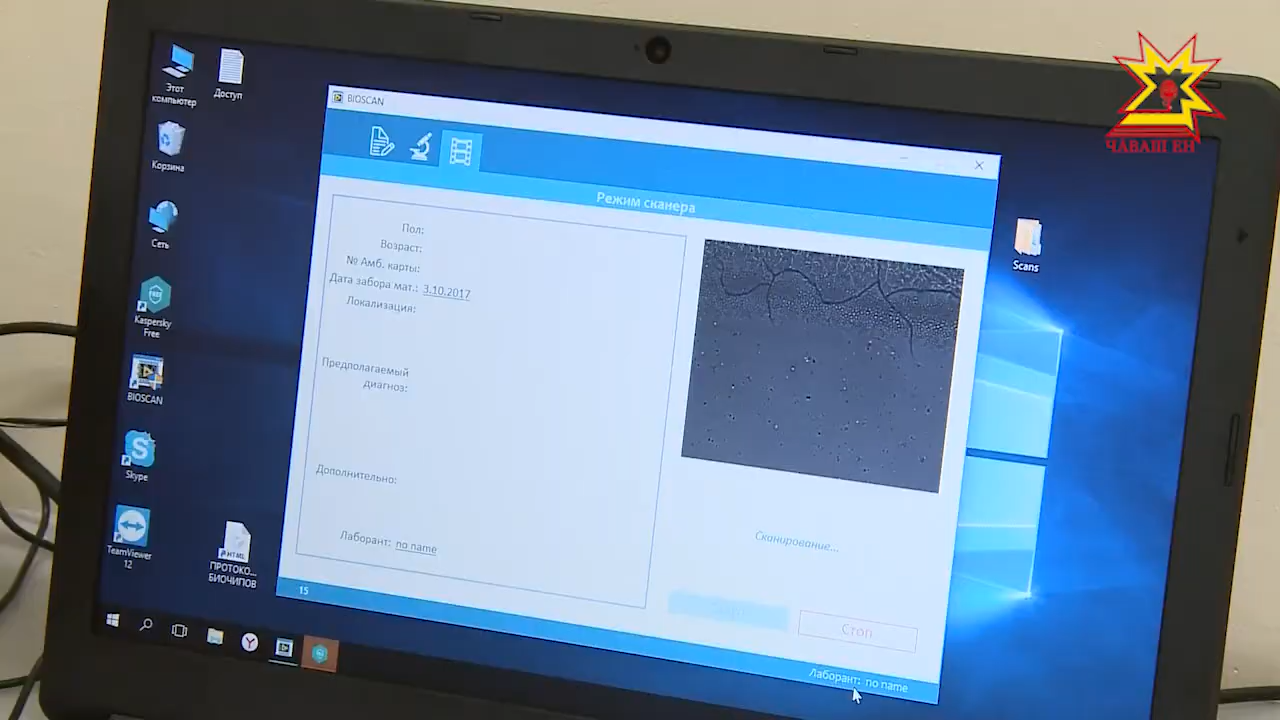 ЧӐВАШ ЕН
Этот
компьютер
Доступ
Корзина
Сеть
Kaspersky
Free
BIOSCAN
Skype
TeamViewer
12
HTML
ПРОТОКО...
БИОЧИПОВ
Scans
BIOSCAN
Режим сканера
Пол:
Возраст:
№ Амб. карты:
Дата забора мат.: 3.10.2017
Локализация:
Предполагаемый
диагноз:
Дополнительно:
Лаборант: no name
Сканирование...
Стоп
15
Лаборант: no name